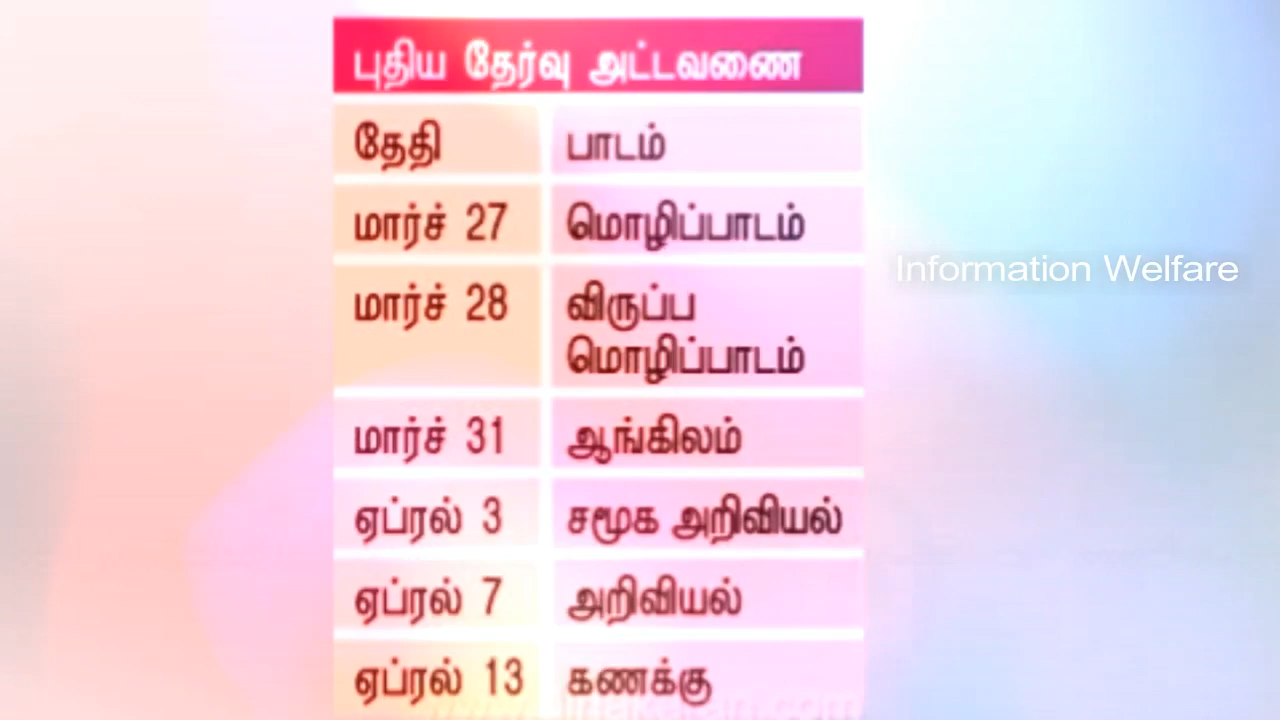 புதிய தேர்வு அட்டவணை
தேதி பாடம்
மார்ச் 27 மொழிப்பாடம்
மார்ச் 28 விருப்ப
மொழிப்பாடம்
மார்ச் 31 ஆங்கிலம்
ஏப்ரல் 3 சமூக அறிவியல்
ஏப்ரல் 7 அறிவியல்
ஏப்ரல் 13 கணக்கு
Information Welfare